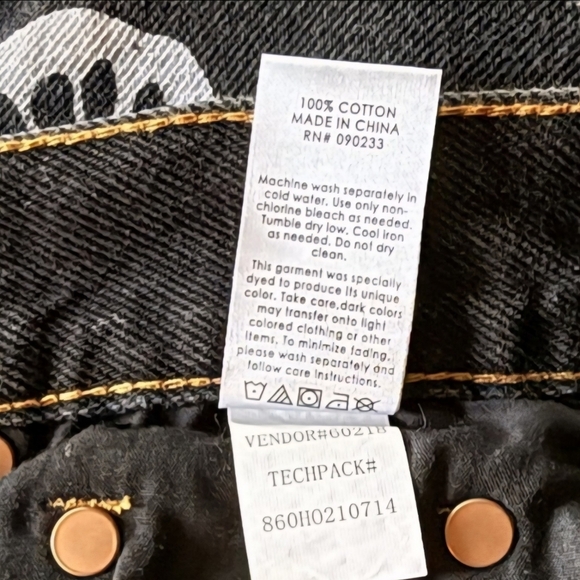 100% COTTON
MADE IN CHINA
RN# 090233
Machine wash separately in
cold water. Use only non-
chlorine bleach as needed.
Tumble dry low. Cool iron
as needed. Do not dry
clean.
This garment was specially
dyed to produce its unique
color. Take care,dark colors
may transfer onto light
colored clothing or other
items. To minimize fading,
please wash separately and
follow care instructions.
VENDOR#60218
TECHPACK#
860H0210714